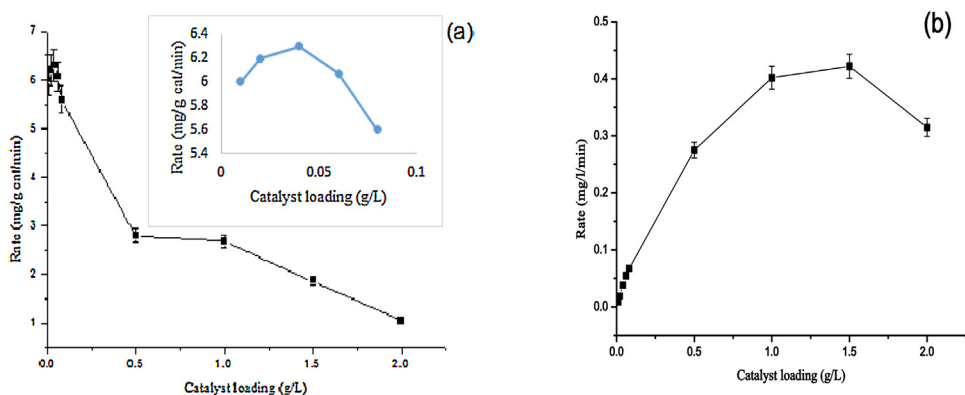 (a)
7
6
5
4
3
2
1
Rate (mg/g cat/min)
0.0 0.5 1.0 1.5 2.0
Catalyst loading (g/L)
6.4
6.2
6
5.8
5.6
5.4
Rate (mg/g cat/min)
0 0.05 0.1
Catalyst loading (g/L)
(b)
0.5
0.4
0.3
0.2
0.1
0.0
Rate (mg/l/min)
0.0 0.5 1.0 1.5 2.0
Catalyst loading (g/L)